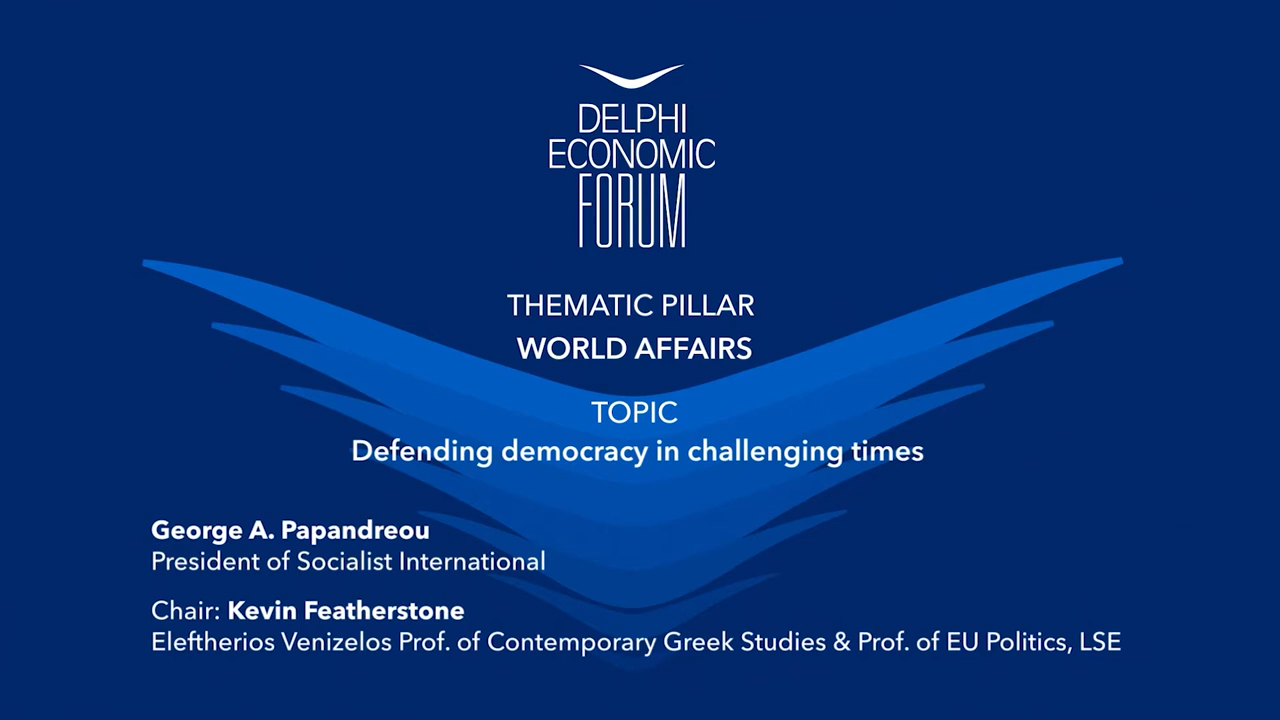 DELPHI
ECONOMIC
FORUM
THEMATIC PILLAR
WORLD AFFAIRS
TOPIC
Defending democracy in challenging times
George A. Papandreou
President of Socialist International
Chair: Kevin Featherstone
Eleftherios Venizelos Prof. of Contemporary Greek Studies & Prof. of EU Politics, LSE